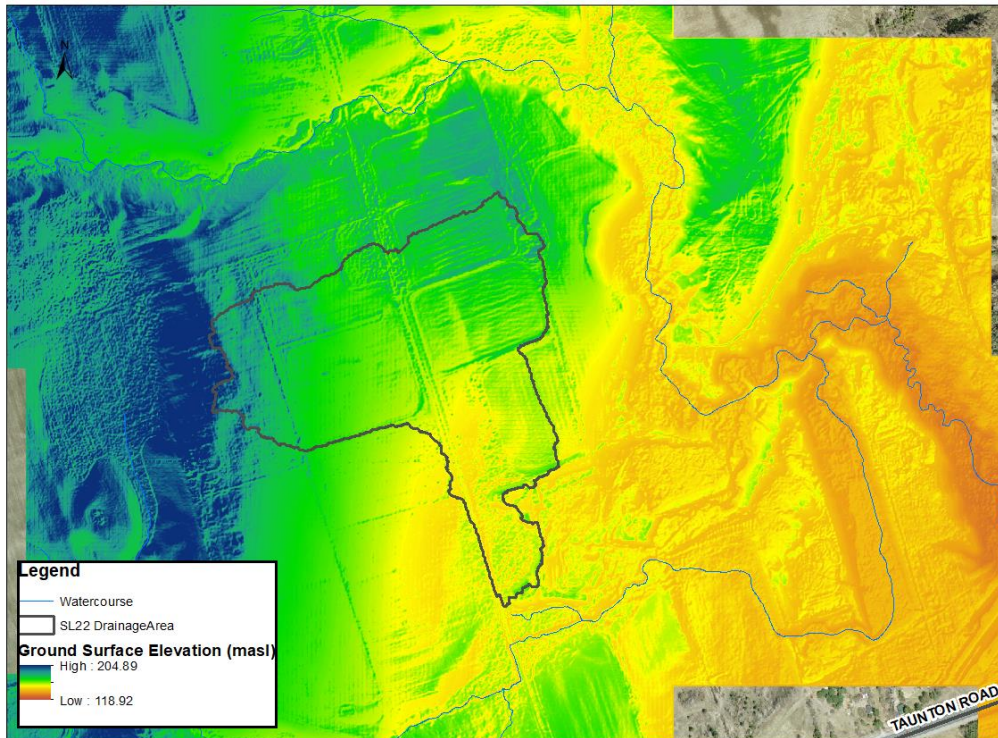 N
Legend
Watercourse
SL22 DrainageArea
Ground Surface Elevation (masl)
High : 204.89
Low : 118.92
TAUNTON ROAD